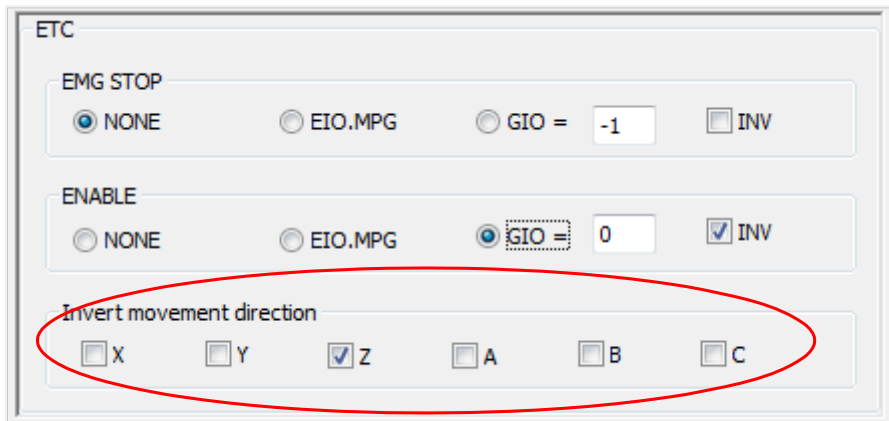 ETC
EMG STOP
NONE EIO.MPG GIO = -1 INV
ENABLE
NONE EIO.MPG GIO = 0 INV
Invert movement direction
X Y Z A B C